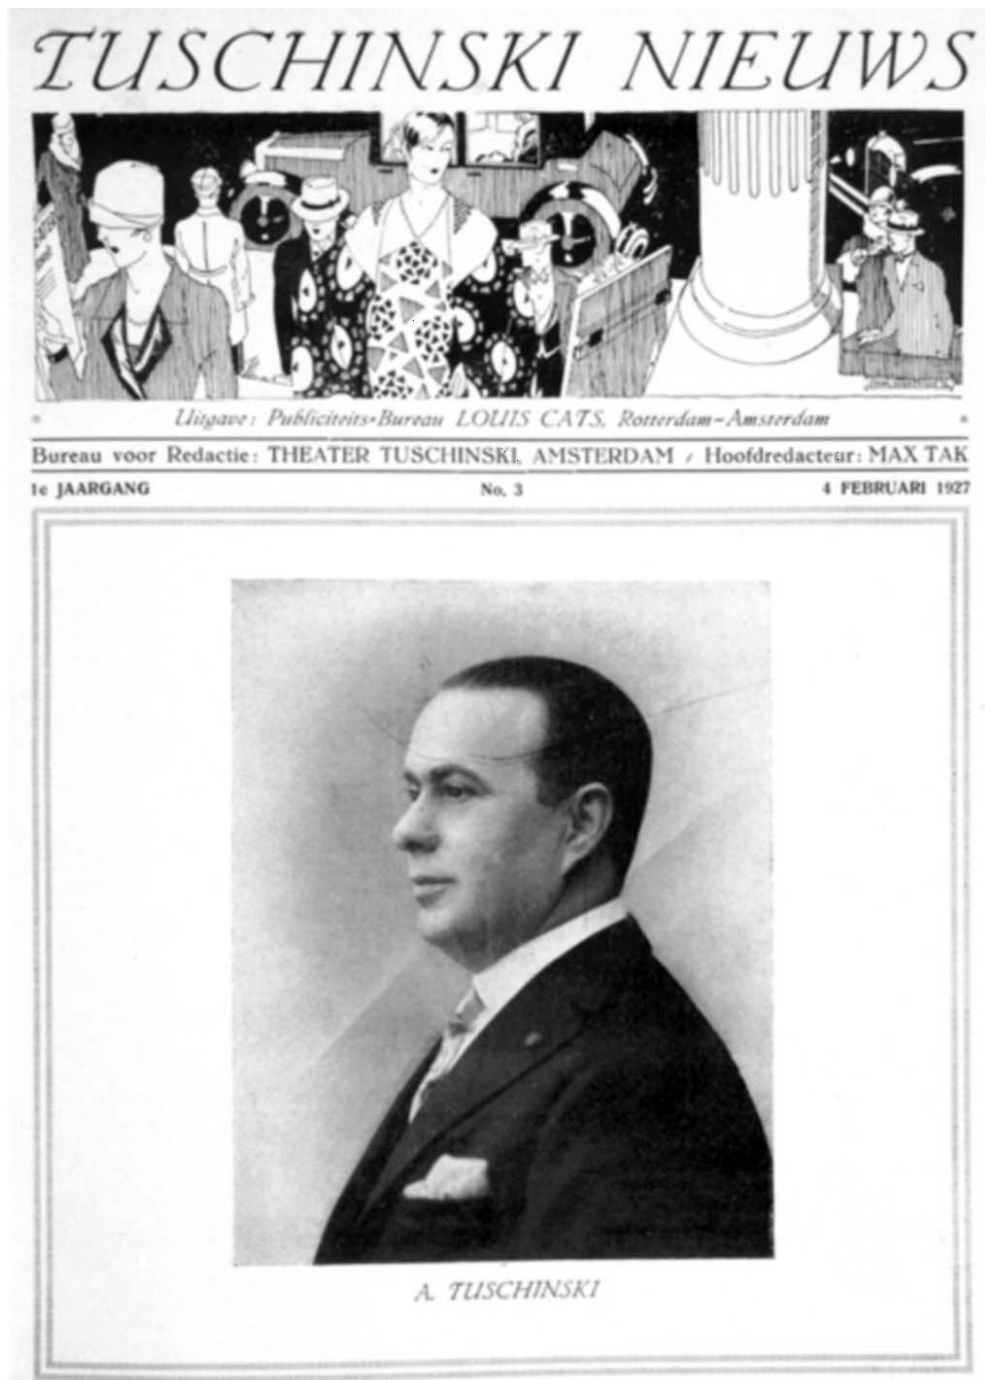 TUSCHINSKI NIEUWS
Uitgave: Publiciteits-Bureau LOUIS CATS, Rotterdam-Amsterdam
Bureau voor Redactie: THEATER TUSCHINSKI, AMSTERDAM / Hoofdredacteur: MAX TAK
1e JAARGANG No. 3 4 FEBRUARI 1927
A. TUSCHINSKI